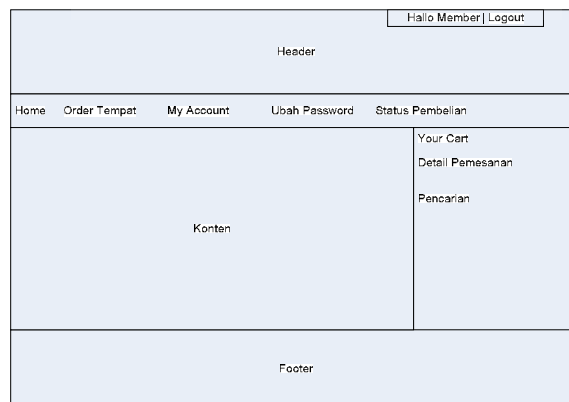 Hallo Member | Logout
Header
Home Order Tempat My Account Ubah Password Status Pembelian
Your Cart
Detail Pemesanan
Pencarian
Konten
Footer